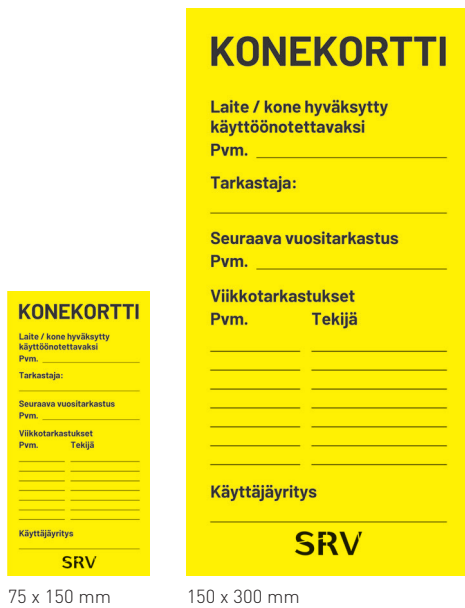 KONEKORTTI
Laite / kone hyväksytty
käyttöönotettavaksi
Pvm.
Tarkastaja:
Seuraava vuositarkastus
Pvm.
Viikkotarkastukset
Pvm. Tekijä
Käyttäjäyritys
SRV
75 x 150 mm
KONEKORTTI
Laite / kone hyväksytty
käyttöönotettavaksi
Pvm.
Tarkastaja:
Seuraava vuositarkastus
Pvm.
Viikkotarkastukset
Pvm. Tekijä
Käyttäjäyritys
SRV
150 x 300 mm